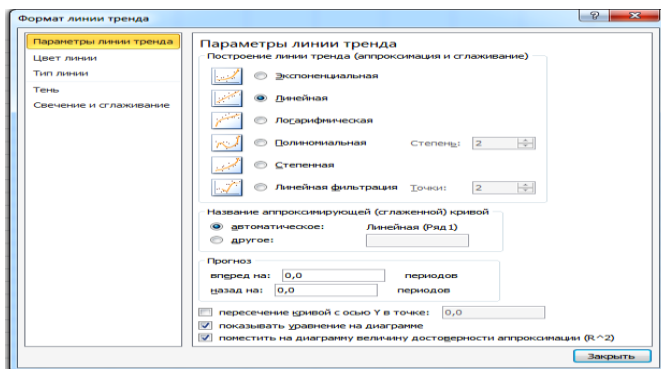 Формат линии тренда
Параметры линии тренда
Цвет линии
Тип линии
Тень
Свечение и сглаживание
Параметры линии тренда
Построение линии тренда (аппроксимация и сглаживание)
Экспоненциальная
Линейная
Логарифмическая
Полиномиальная Степень: 2
Степенная
Линейная фильтрация Точки: 2
Название аппроксимирующей (сглаженной) кривой
автоматическое: Линейная (Ряд1)
другое:
Прогноз
вперед на: 0,0 периодов
назад на: 0,0 периодов
пересечение кривой с осью Y в точке: 0,0
показывать уравнение на диаграмме
поместить на диаграмму величину достоверности аппроксимации (R^2)
Закрыть